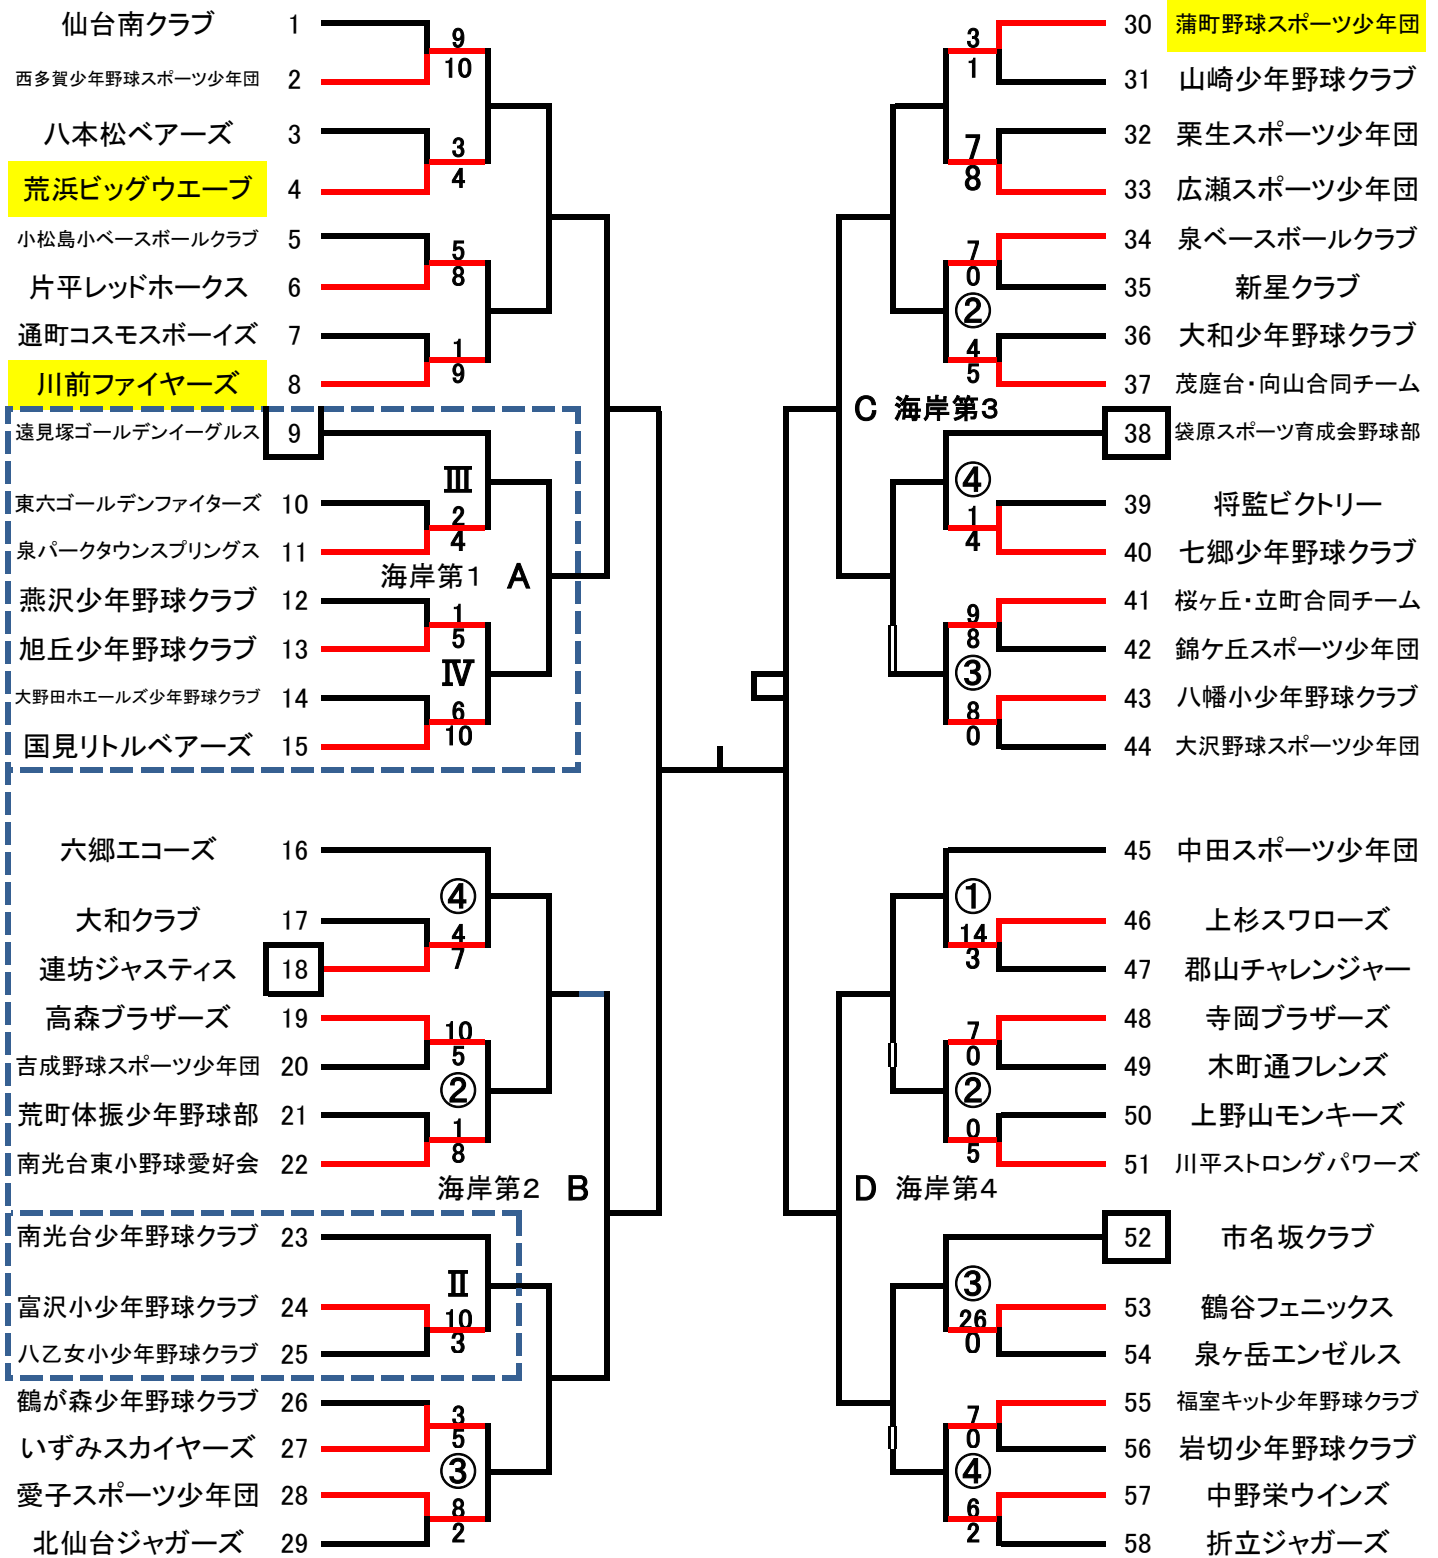 仙台南クラブ 1
西多賀少年野球スポーツ少年団 2
9
10
八本松ベアーズ 3
荒浜ビッグウエーブ 4
3
4
小松島小ベースボールクラブ 5
片平レッドホークス 6
5
8
通町コスモスボーイズ 7
川前ファイヤーズ 8
1
9
遠見塚ゴールデンイーグルス 9
Ⅲ
東六ゴールデンファイターズ 10
泉パークタウンスプリングス 11
2
4
海岸第1 A
燕沢少年野球クラブ 12
旭丘少年野球クラブ 13
1
5
Ⅳ
大野田ホエールズ少年野球クラブ 14
国見リトルベアーズ 15
6
10
六郷エコーズ 16
④
大和クラブ 17
連坊ジャスティス 18
4
7
高森ブラザーズ 19
吉成野球スポーツ少年団 20
10
5
②
荒町体振少年野球部 21
南光台東小野球愛好会 22
1
8
海岸第2 B
南光台少年野球クラブ 23
Ⅱ
富沢小少年野球クラブ 24
八乙女小少年野球クラブ 25
10
3
鶴が森少年野球クラブ 26
いずみスカイヤーズ 27
3
5
③
愛子スポーツ少年団 28
北仙台ジャガーズ 29
8
2
30 蒲町野球スポーツ少年団
31 山崎少年野球クラブ
3
1
32 栗生スポーツ少年団
33 広瀬スポーツ少年団
7
8
34 泉ベースボールクラブ
35 新星クラブ
7
0
②
36 大和少年野球クラブ
37 茂庭台・向山合同チーム
4
5
C 海岸第3
38 袋原スポーツ育成会野球部
④
39 将監ビクトリー
40 七郷少年野球クラブ
1
4
41 桜ヶ丘・立町合同チーム
42 錦ケ丘スポーツ少年団
9
8
③
43 八幡小少年野球クラブ
44 大沢野球スポーツ少年団
8
0
45 中田スポーツ少年団
①
46 上杉スワローズ
47 郡山チャレンジャー
14
3
48 寺岡ブラザーズ
49 木町通フレンズ
7
0
②
50 上野山モンキーズ
51 川平ストロングパワーズ
0
5
D 海岸第4
52 市名坂クラブ
③
53 鶴谷フェニックス
54 泉ヶ岳エンゼルス
26
0
55 福室キット少年野球クラブ
56 岩切少年野球クラブ
7
0
④
57 中野栄ウインズ
58 折立ジャガーズ
6
2